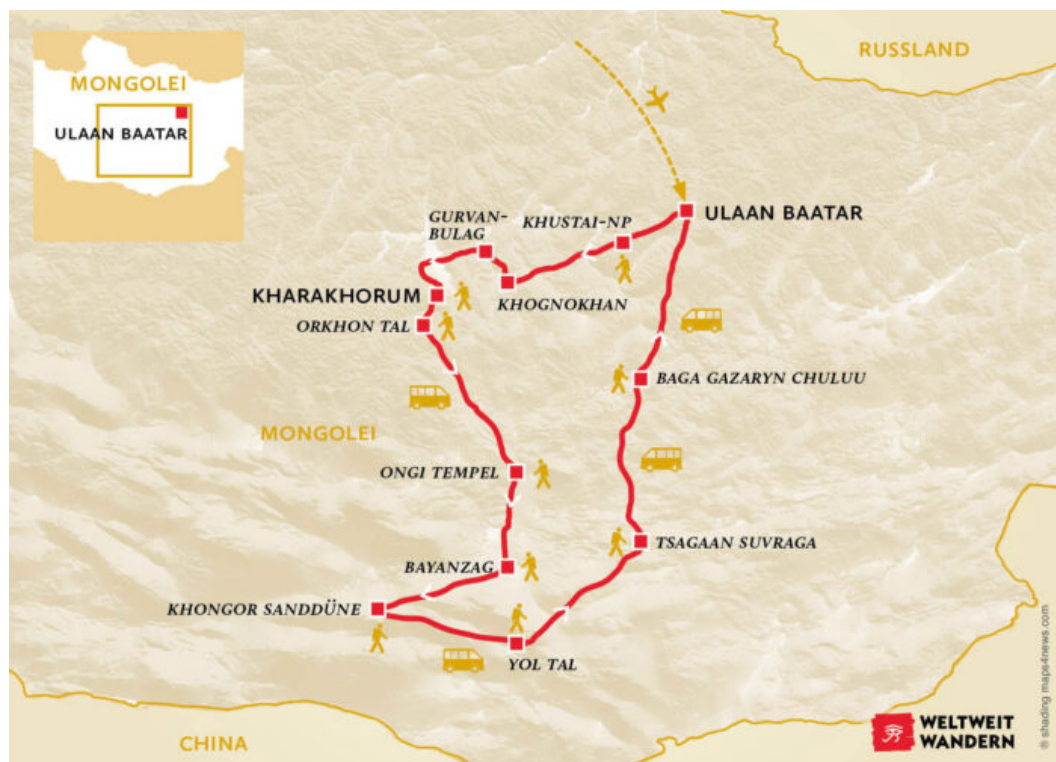 MONGOLEI
ULAAN BAATAR
RUSSLAND
GURVAN-
BULAG
KHUSTAI-NP
ULAAN BAATAR
KHARAKHORUM
KHOGNOKHAN
ORKHON TAL
BAGA GAZARYN CHULUU
MONGOLEI
ONGI TEMPEL
TSAGAAN SUVRAGA
BAYANZAG
KHONGOR SANDDÜNE
YOL TAL
CHINA
WELTWEIT
WANDERN
® shading maps4news.com